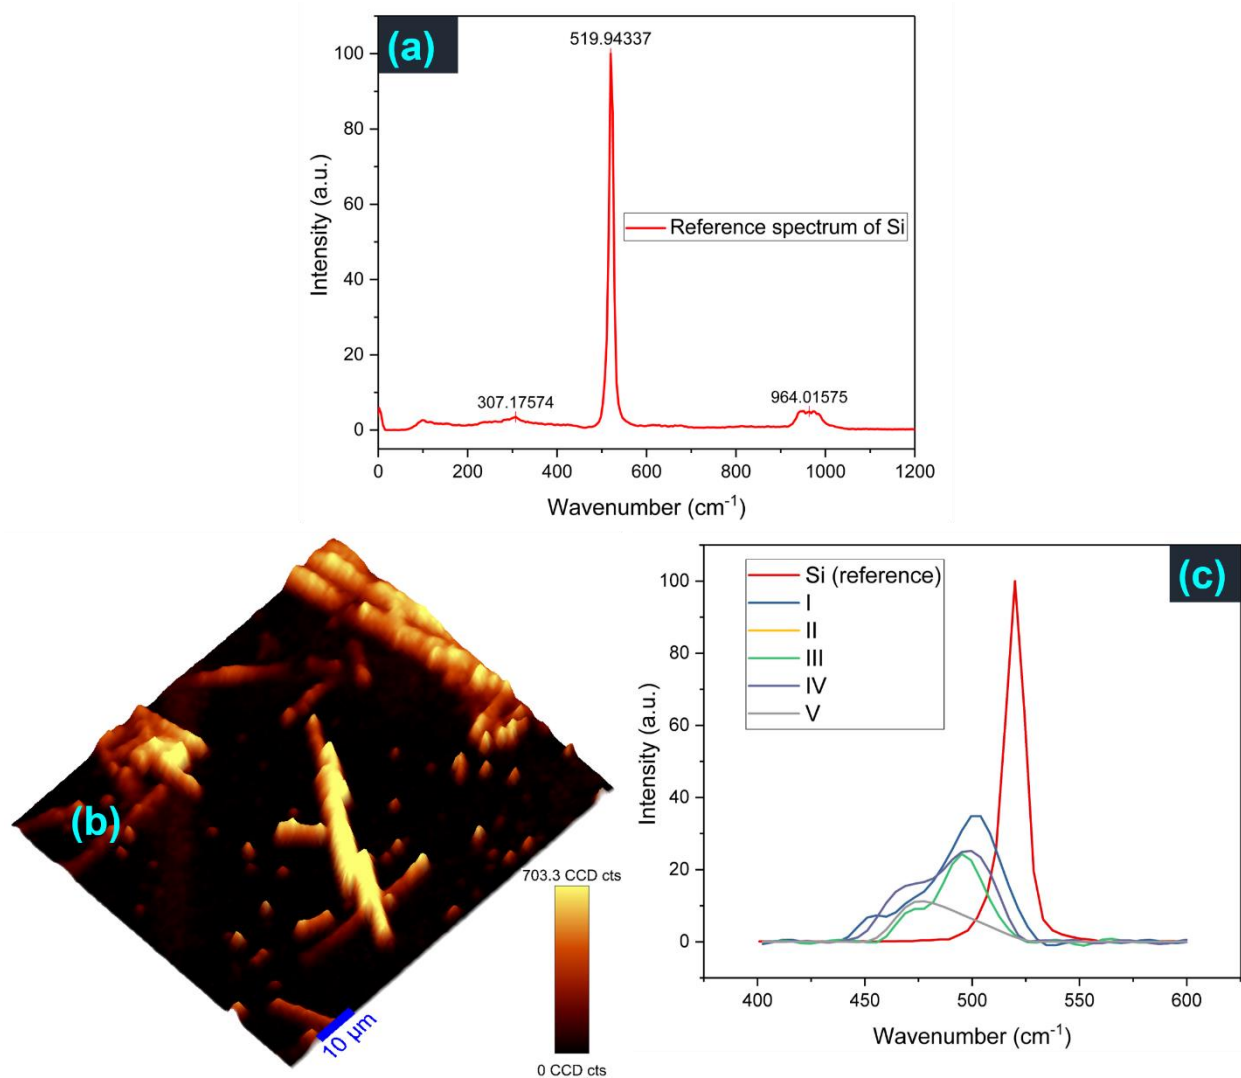 (a)
519.94337
100
80
60
40
20
0
Intensity (a.u.)
Reference spectrum of Si
307.17574
964.01575
0 200 400 600 800 1000 1200
Wavenumber (cm⁻¹)
(b)
703.3 CCD cts
0 CCD cts
10 µm
(c)
Si (reference)
I
II
III
IV
V
100
80
60
40
20
0
Intensity (a.u.)
400 450 500 550 600
Wavenumber (cm⁻¹)